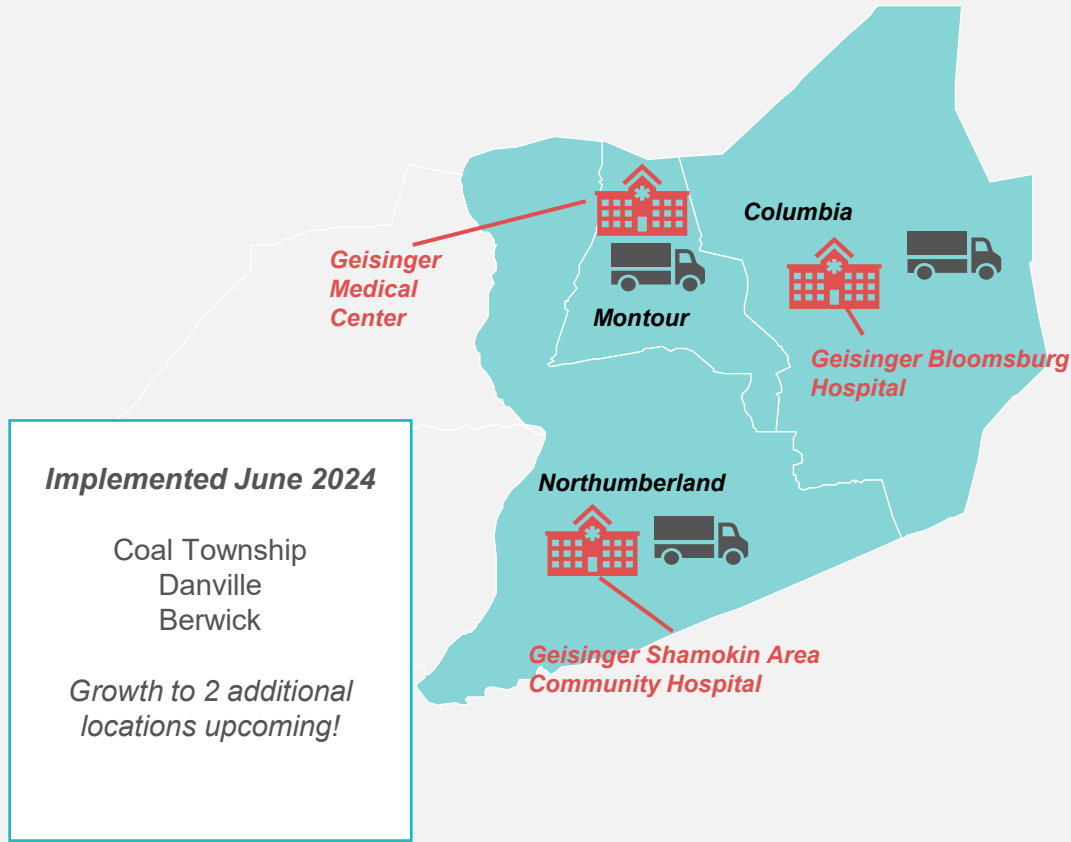 Columbia
Geisinger
Medical
Center
Montour
Geisinger Bloomsburg
Hospital
Implemented June 2024
Coal Township
Danville
Berwick
Growth to 2 additional
locations upcoming!
Northumberland
Geisinger Shamokin Area
Community Hospital